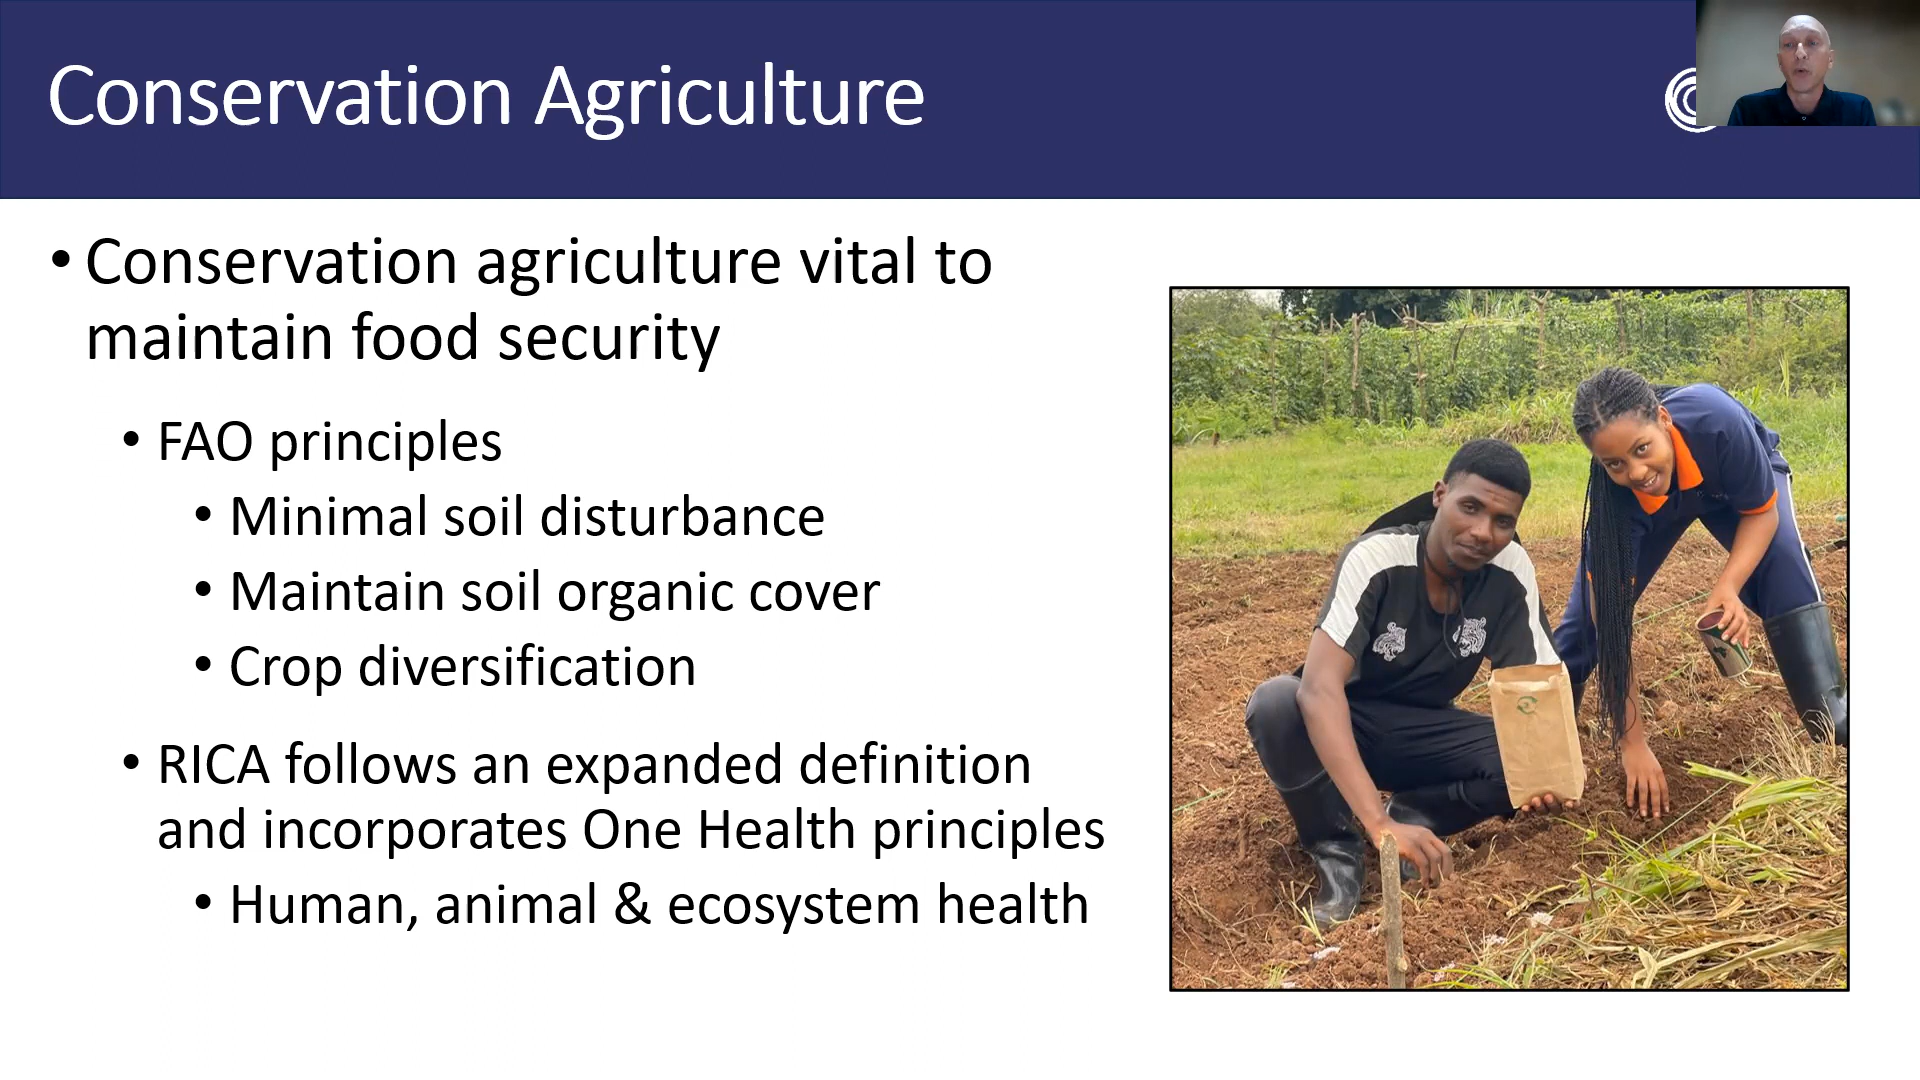 Conservation Agriculture
• Conservation agriculture vital to
maintain food security
• FAO principles
• Minimal soil disturbance
• Maintain soil organic cover
• Crop diversification
• RICA follows an expanded definition
and incorporates One Health principles
• Human, animal & ecosystem health